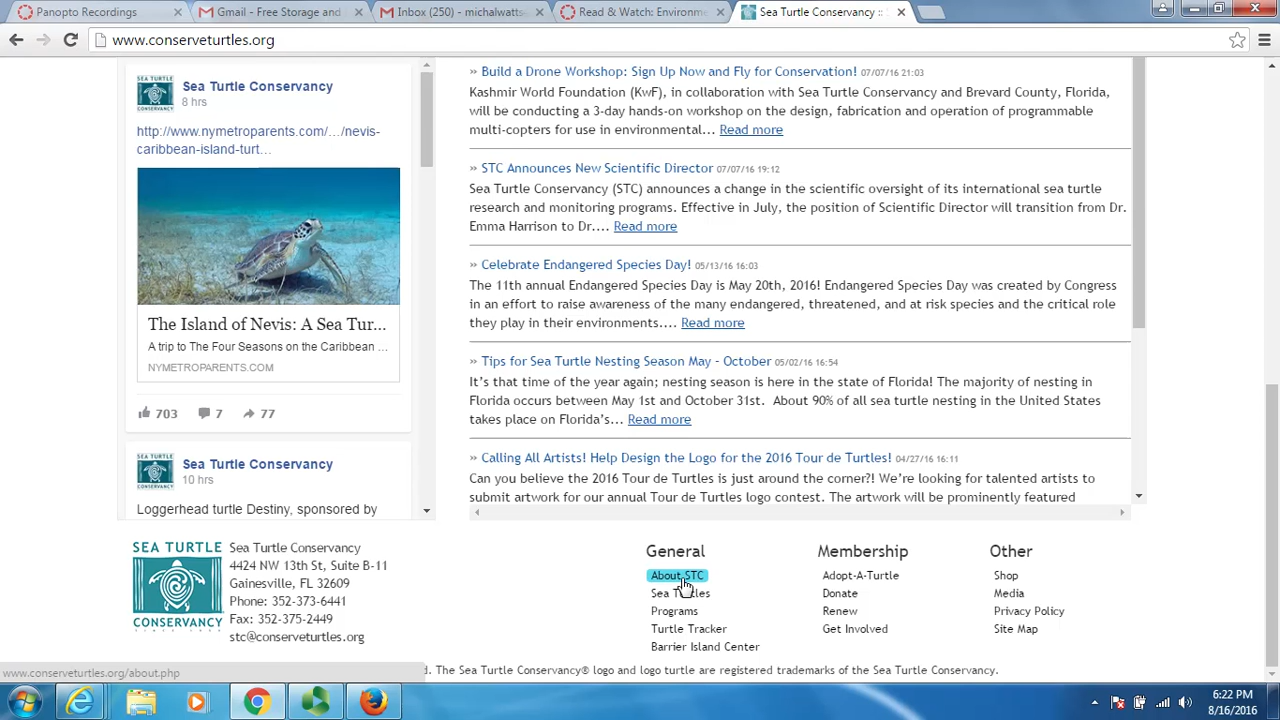 Panopto Recordings
Gmail - Free Storage and
Inbox (250) - michalwatts
Read & Watch: Environme
Sea Turtle Conservancy ::
www.conserveturtles.org
Sea Turtle Conservancy
8 hrs
http://www.nymetroparents.com/…/nevis-
caribbean-island-turt…
The Island of Nevis: A Sea Tur...
A trip to The Four Seasons on the Caribbean ...
NYMETROPARENTS.COM
703 7 77
Sea Turtle Conservancy
10 hrs
Loggerhead turtle Destiny, sponsored by
» Build a Drone Workshop: Sign Up Now and Fly for Conservation! 07/07/16 21:03
Kashmir World Foundation (KwF), in collaboration with Sea Turtle Conservancy and Brevard County, Florida,
will be conducting a 3-day hands-on workshop on the design, fabrication and operation of programmable
multi-copters for use in environmental... Read more
» STC Announces New Scientific Director 07/07/16 19:12
Sea Turtle Conservancy (STC) announces a change in the scientific oversight of its international sea turtle
research and monitoring programs. Effective in July, the position of Scientific Director will transition from Dr.
Emma Harrison to Dr.... Read more
» Celebrate Endangered Species Day! 05/13/16 16:03
The 11th annual Endangered Species Day is May 20th, 2016! Endangered Species Day was created by Congress
in an effort to raise awareness of the many endangered, threatened, and at risk species and the critical role
they play in their environments.... Read more
» Tips for Sea Turtle Nesting Season May - October 05/02/16 16:54
It's that time of the year again; nesting season is here in the state of Florida! The majority of nesting in
Florida occurs between May 1st and October 31st. About 90% of all sea turtle nesting in the United States
takes place on Florida's... Read more
» Calling All Artists! Help Design the Logo for the 2016 Tour de Turtles! 04/27/16 16:11
Can you believe the 2016 Tour de Turtles is just around the corner?! We're looking for talented artists to
submit artwork for our annual Tour de Turtles logo contest. The artwork will be prominently featured
SEA TURTLE
CONSERVANCY
Sea Turtle Conservancy
4424 NW 13th St, Suite B-11
Gainesville, FL 32609
Phone: 352-373-6441
Fax: 352-375-2449
stc@conserveturtles.org
General
About STC
Sea Turtles
Programs
Turtle Tracker
Barrier Island Center
Membership
Adopt-A-Turtle
Donate
Renew
Get Involved
Other
Shop
Media
Privacy Policy
Site Map
www.conserveturtles.org/about.php
d. The Sea Turtle Conservancy® logo and logo turtle are registered trademarks of the Sea Turtle Conservancy.
6:22 PM
8/16/2016